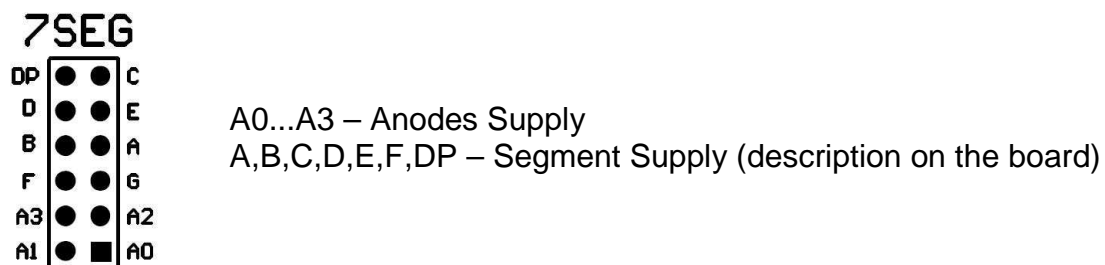 7SEG
DP C
D E
B A
F G
A3 A2
A1 A0
A0...A3 – Anodes Supply
A,B,C,D,E,F,DP – Segment Supply (description on the board)